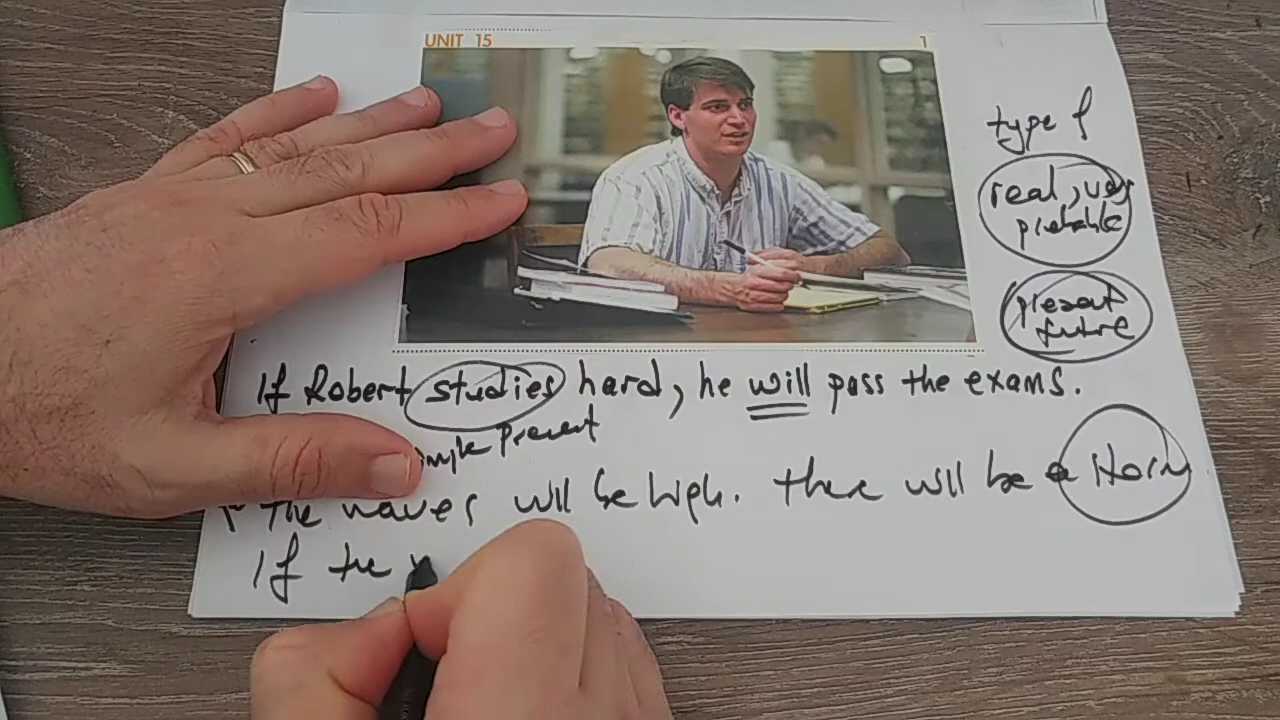 UNIT 15 1
type 1
real, very
probable
present
future
If Robert studies hard, he will pass the exams.
simple Present
The waves will be high. there will be a storm
If the